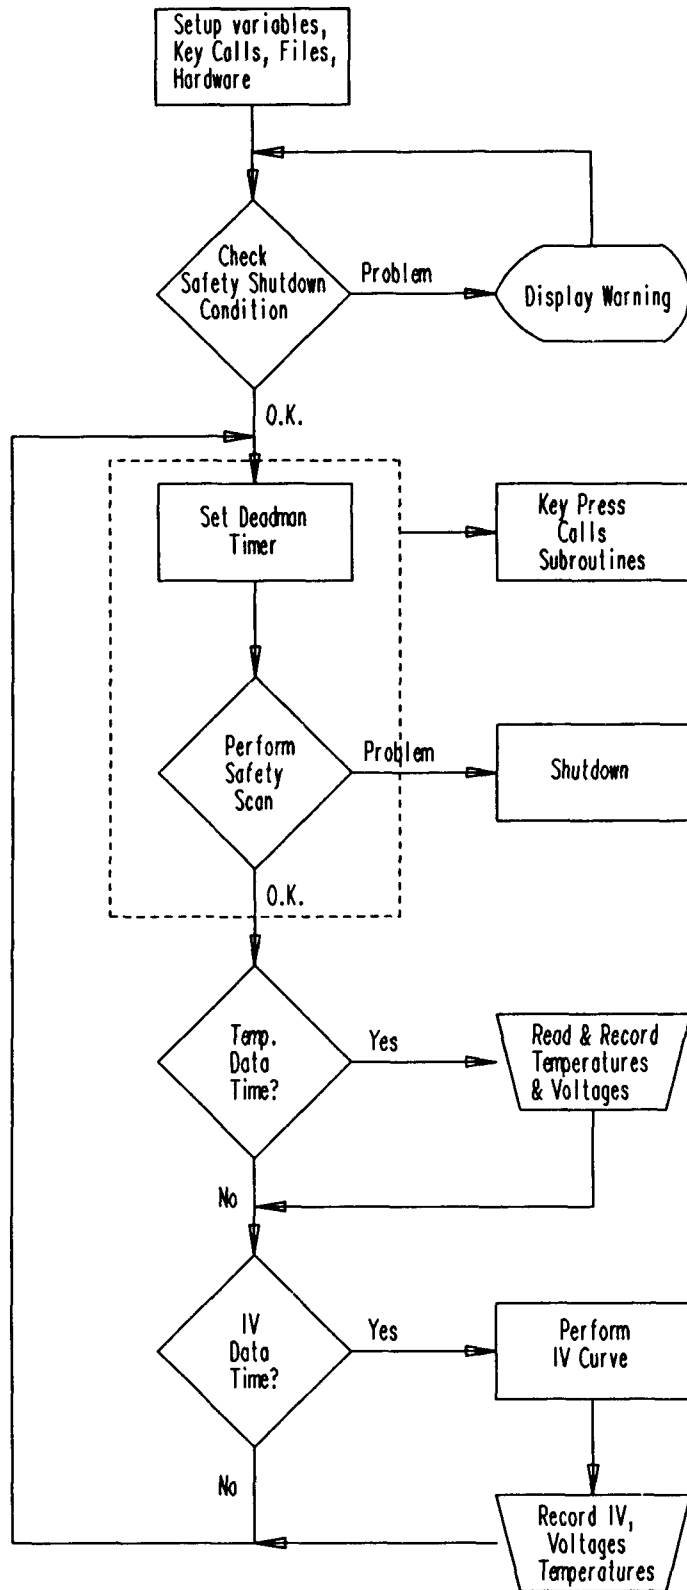 Setup variables,
Key Calls, Files,
Hardware
Check
Safety Shutdown
Condition
Problem
Display Warning
O.K.
Set Deadman
Timer
Key Press
Calls
Subroutines
Perform
Safety
Scan
Problem
Shutdown
O.K.
Temp.
Data
Time?
Yes
Read & Record
Temperatures
& Voltages
No
IV
Data
Time?
Yes
Perform
IV Curve
No
Record IV,
Voltages
Temperatures